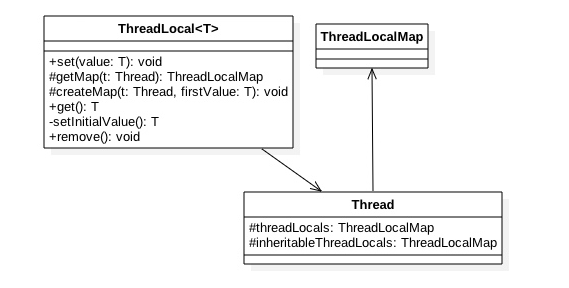 ThreadLocal<T>
+set(value: T): void
#getMap(t: Thread): ThreadLocalMap
#createMap(t: Thread, firstValue: T): void
+get(): T
-setInitialValue(): T
+remove(): void
ThreadLocalMap
Thread
#threadLocals: ThreadLocalMap
#inheritableThreadLocals: ThreadLocalMap